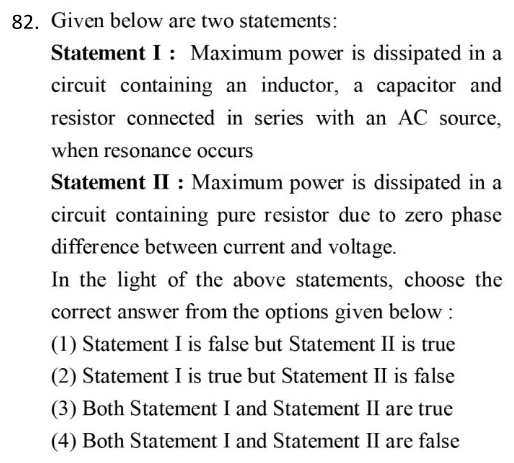 82. Given below are two statements:
Statement I : Maximum power is dissipated in a
circuit containing an inductor, a capacitor and
resistor connected in series with an AC source,
when resonance occurs
Statement II : Maximum power is dissipated in a
circuit containing pure resistor due to zero phase
difference between current and voltage.
In the light of the above statements, choose the
correct answer from the options given below :
(1) Statement I is false but Statement II is true
(2) Statement I is true but Statement II is false
(3) Both Statement I and Statement II are true
(4) Both Statement I and Statement II are false